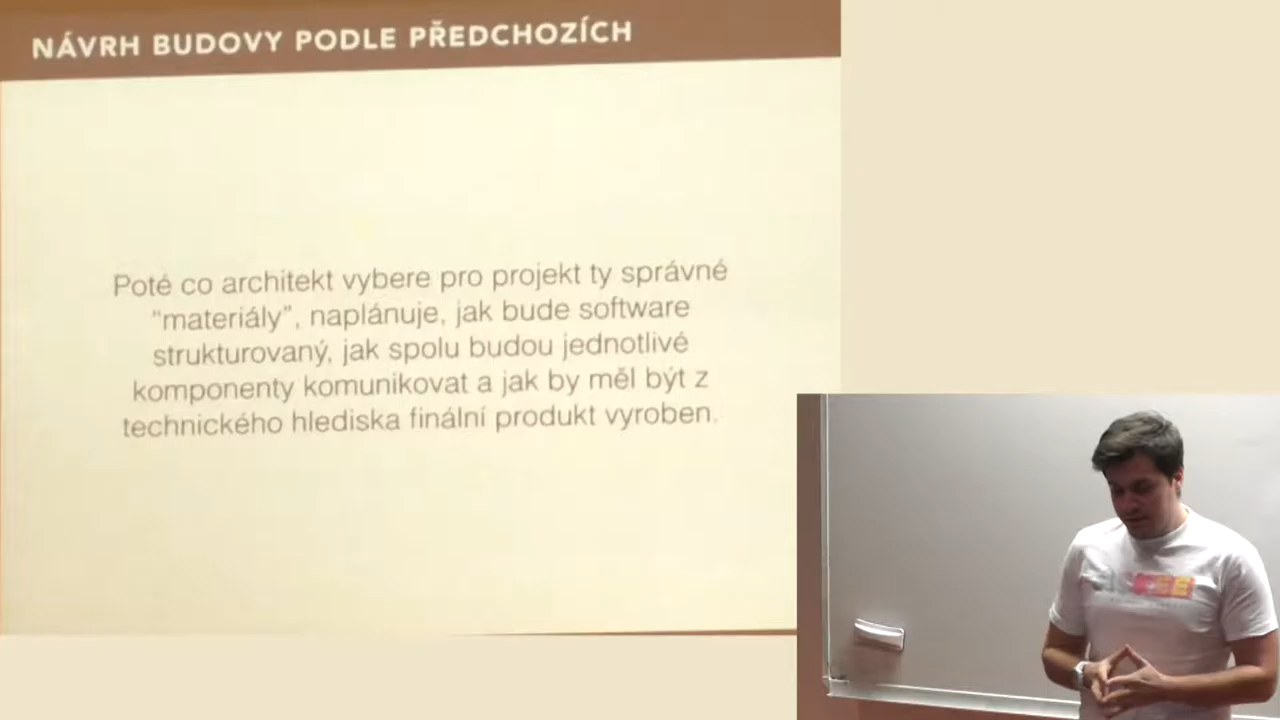 NÁVRH BUDOVY PODLE PŘEDCHOZÍCH
Poté co architekt vybere pro projekt ty správné
"materiály", naplánuje, jak bude software
strukturovaný, jak spolu budou jednotlivé
komponenty komunikovat a jak by měl být z
technického hlediska finální produkt vyroben.